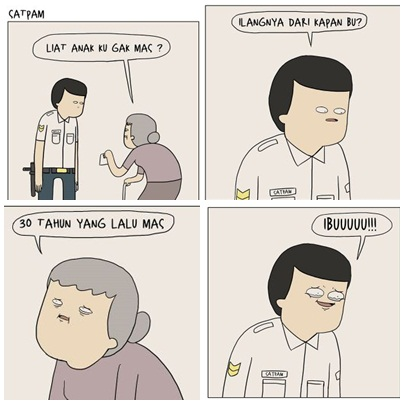 CATPAM
LIAT ANAK KU GAK MAS ?
ILANGNYA DARI KAPAN BU?
CATPAM
30 TAHUN YANG LALU MAS
IBUUUUU!!!
CATPAM